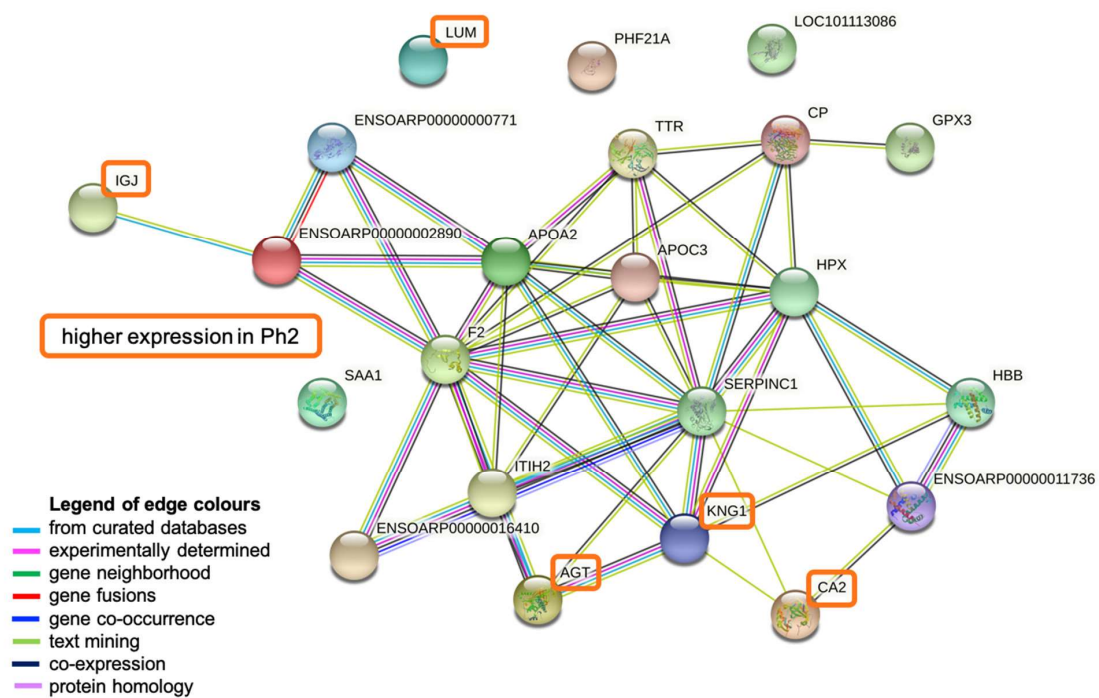 LUM
PHF21A
LOC101113086
ENSOARP00000000771
TTR
CP
GPX3
IGJ
ENSOARP00000002890
APOA2
APOC3
HPX
higher expression in Ph2
F2
SAA1
SERPINC1
HBB
ITIH2
ENSOARP00000011736
KNG1
ENSOARP00000016410
AGT
CA2
Legend of edge colours
from curated databases
experimentally determined
gene neighborhood
gene fusions
gene co-occurrence
text mining
co-expression
protein homology